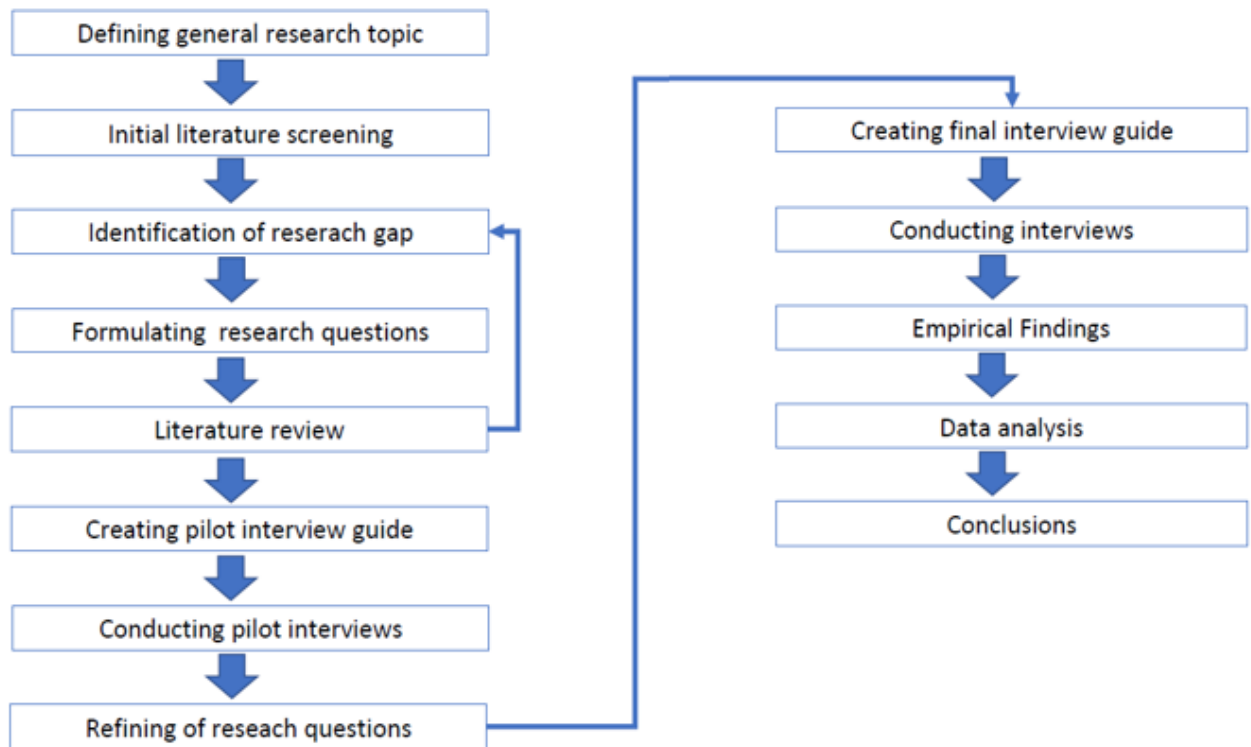 Defining general research topic
Initial literature screening
Identification of reserach gap
Formulating  research questions
Literature review
Creating pilot interview guide
Conducting pilot interviews
Refining of reseach questions
Creating final interview guide
Conducting interviews
Empirical Findings
Data analysis
Conclusions